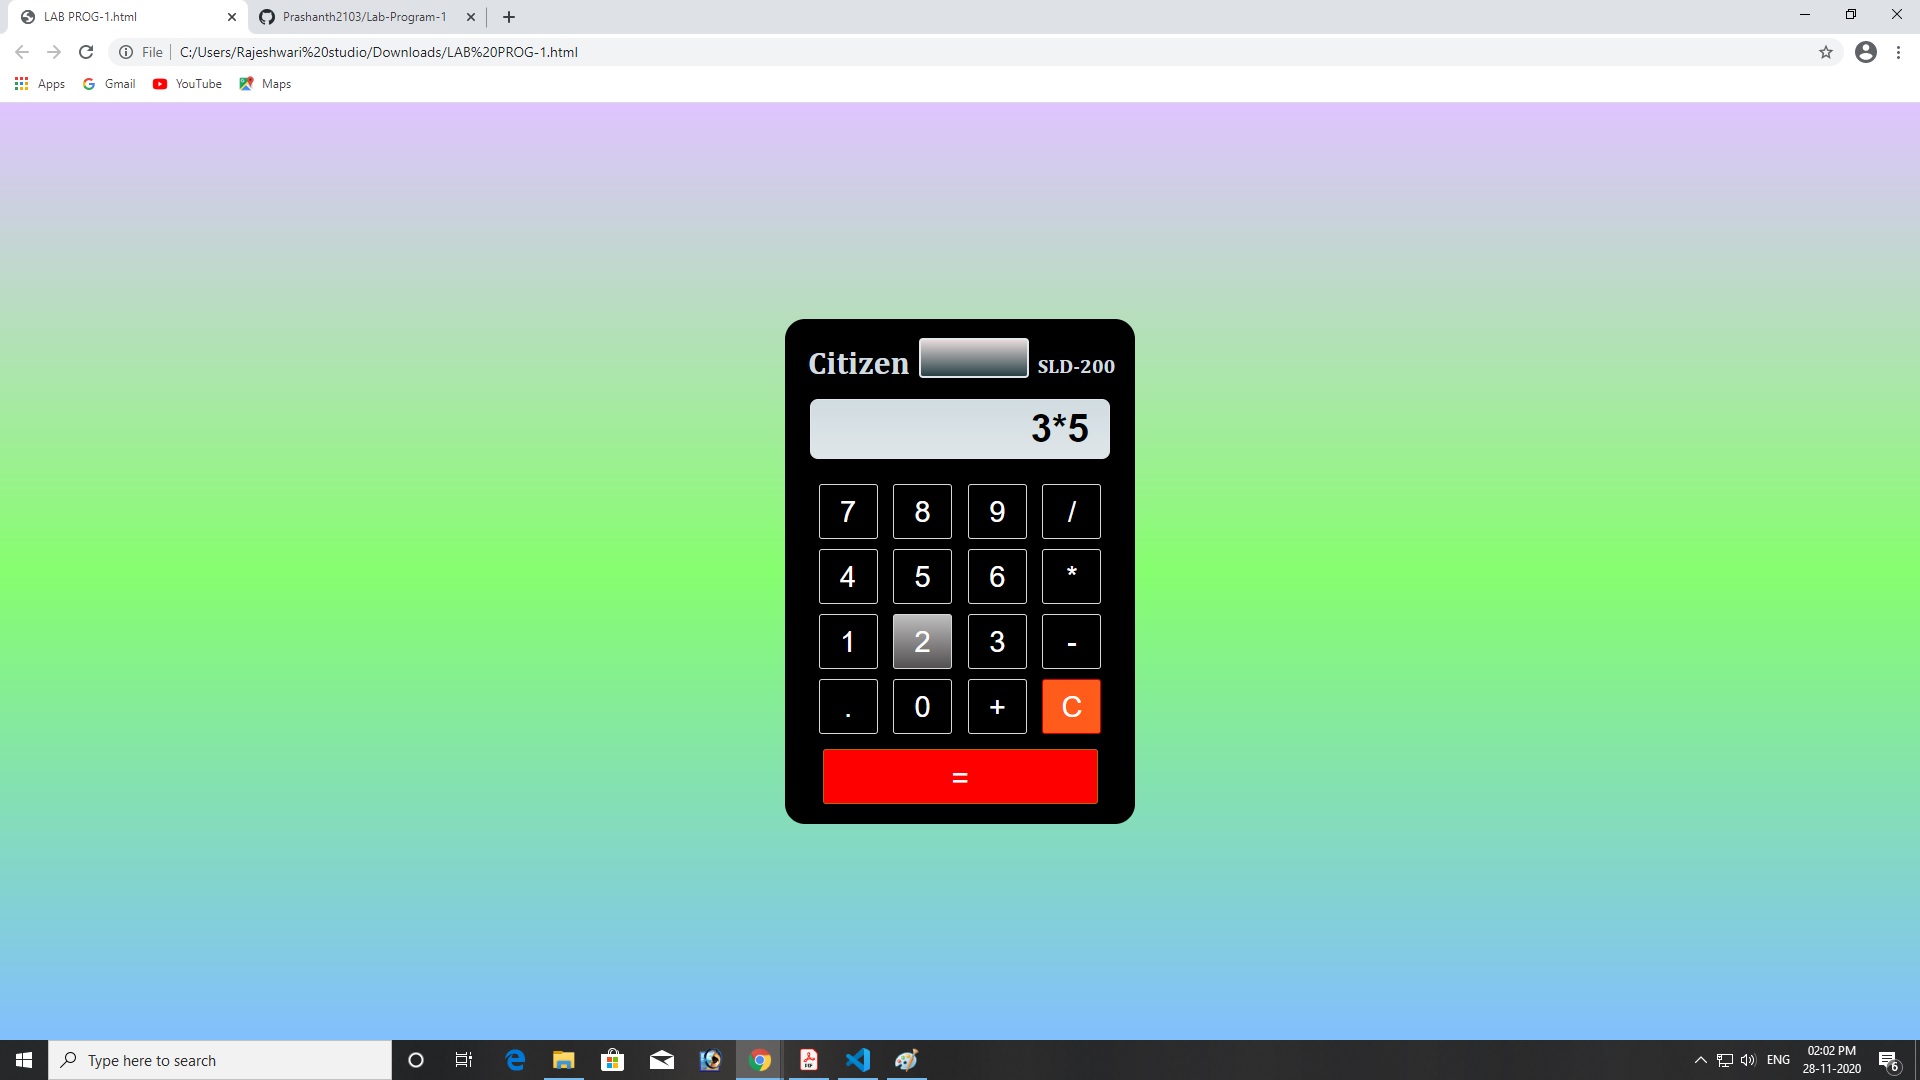 LAB PROG-1.html
Prashanth2103/Lab-Program-1
File
C:/Users/Rajeshwari%20studio/Downloads/LAB%20PROG-1.html
Apps
Gmail
YouTube
Maps
Citizen
SLD-200
3*5
7 8 9 /
4 5 6 *
1 2 3 -
. 0 + C
=
Type here to search
ENG
02:02 PM
28-11-2020
6